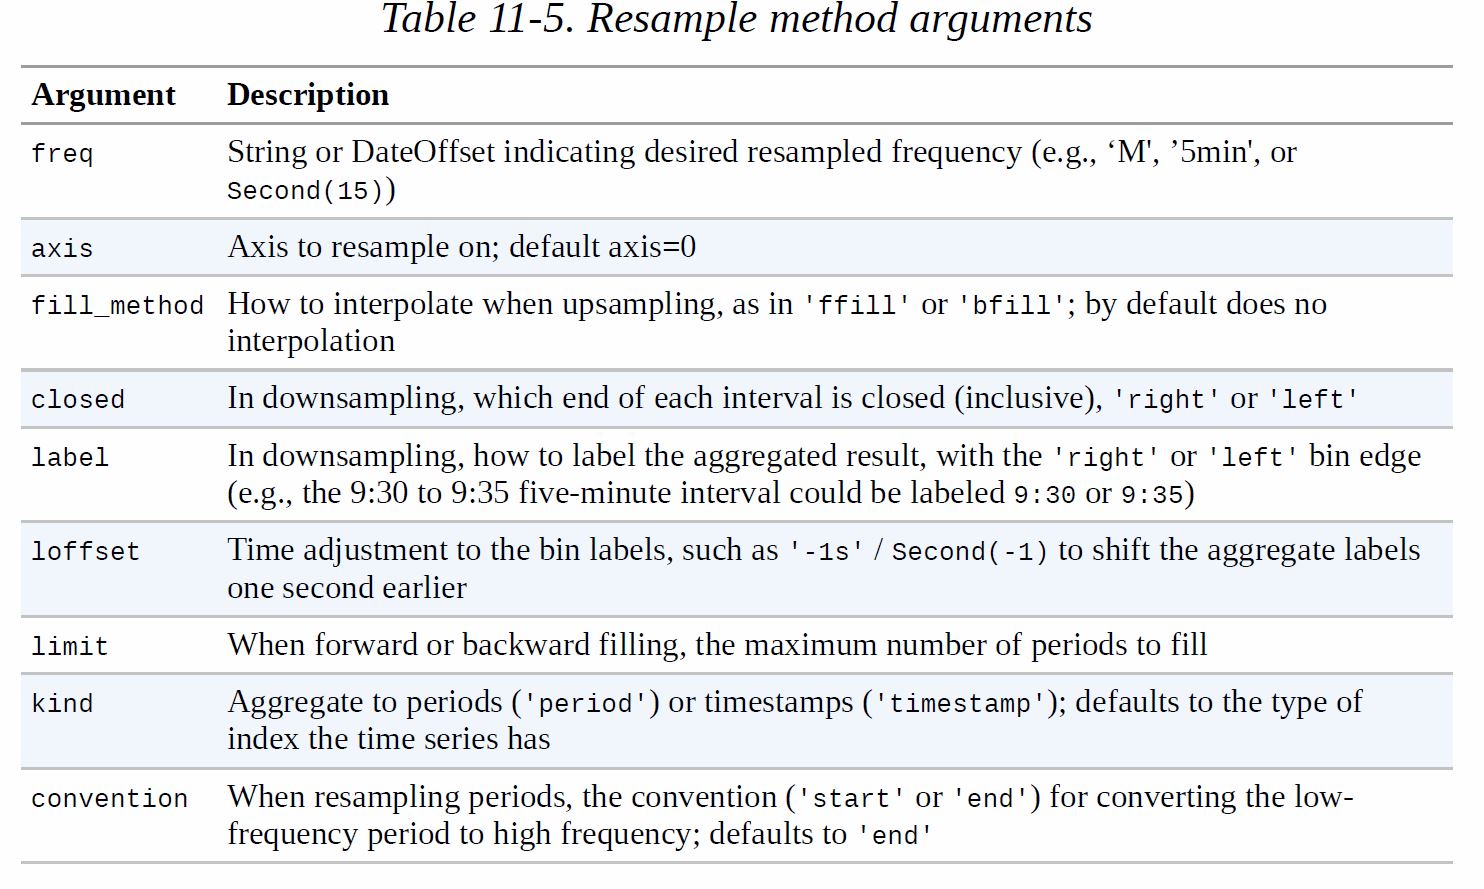 Table 11-5. Resample method arguments
Argument Description
freq String or DateOffset indicating desired resampled frequency (e.g., ‘M', ’5min', or
Second(15))
axis Axis to resample on; default axis=0
fill_method How to interpolate when upsampling, as in 'ffill' or 'bfill'; by default does no
interpolation
closed In downsampling, which end of each interval is closed (inclusive), 'right' or 'left'
label In downsampling, how to label the aggregated result, with the 'right' or 'left' bin edge
(e.g., the 9:30 to 9:35 five-minute interval could be labeled 9:30 or 9:35)
loffset Time adjustment to the bin labels, such as '-1s' / Second(-1) to shift the aggregate labels
one second earlier
limit When forward or backward filling, the maximum number of periods to fill
kind Aggregate to periods ('period') or timestamps ('timestamp'); defaults to the type of
index the time series has
convention When resampling periods, the convention ('start' or 'end') for converting the low-
frequency period to high frequency; defaults to 'end'